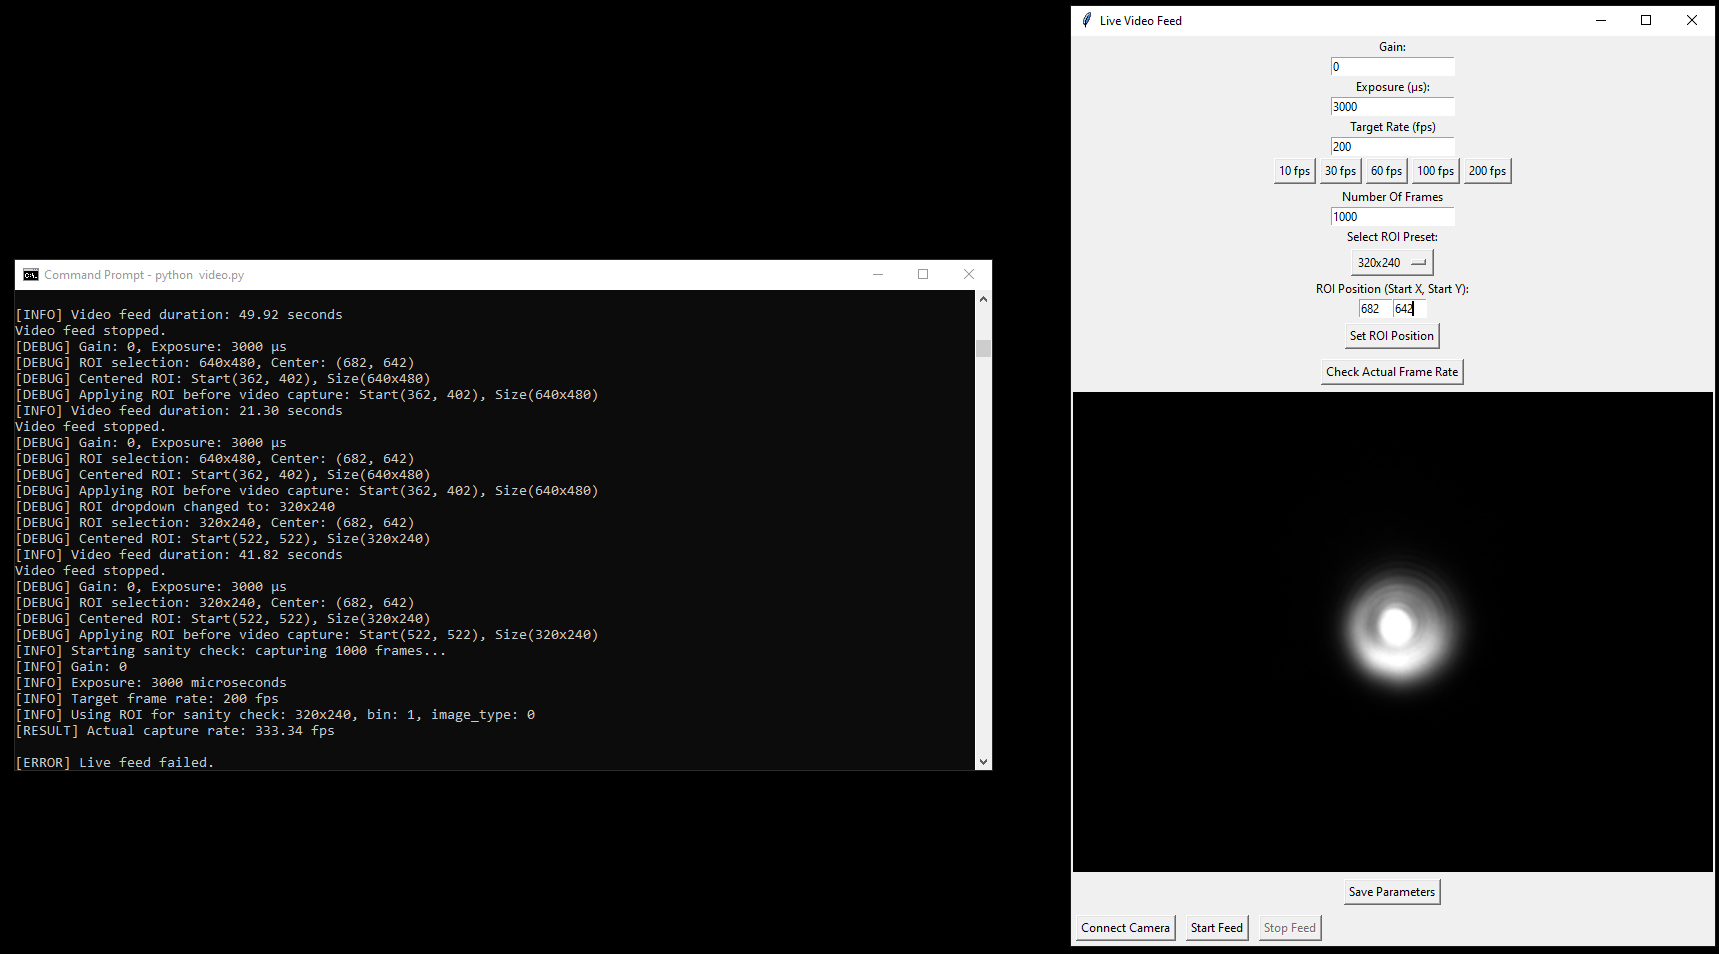 Command Prompt - python  video.py
[INFO] Video feed duration: 49.92 seconds
Video feed stopped.
[DEBUG] Gain: 0, Exposure: 3000 µs
[DEBUG] ROI selection: 640x480, Center: (682, 642)
[DEBUG] Centered ROI: Start(362, 402), Size(640x480)
[DEBUG] Applying ROI before video capture: Start(362, 402), Size(640x480)
[INFO] Video feed duration: 21.30 seconds
Video feed stopped.
[DEBUG] Gain: 0, Exposure: 3000 µs
[DEBUG] ROI selection: 640x480, Center: (682, 642)
[DEBUG] Centered ROI: Start(362, 402), Size(640x480)
[DEBUG] Applying ROI before video capture: Start(362, 402), Size(640x480)
[DEBUG] ROI dropdown changed to: 320x240
[DEBUG] ROI selection: 320x240, Center: (682, 642)
[DEBUG] Centered ROI: Start(522, 522), Size(320x240)
[INFO] Video feed duration: 41.82 seconds
Video feed stopped.
[DEBUG] Gain: 0, Exposure: 3000 µs
[DEBUG] ROI selection: 320x240, Center: (682, 642)
[DEBUG] Centered ROI: Start(522, 522), Size(320x240)
[DEBUG] Applying ROI before video capture: Start(522, 522), Size(320x240)
[INFO] Starting sanity check: capturing 1000 frames...
[INFO] Gain: 0
[INFO] Exposure: 3000 microseconds
[INFO] Target frame rate: 200 fps
[INFO] Using ROI for sanity check: 320x240, bin: 1, image_type: 0
[RESULT] Actual capture rate: 333.34 fps
[ERROR] Live feed failed.
Live Video Feed
Gain:
0
Exposure (µs):
3000
Target Rate (fps)
200
10 fps 30 fps 60 fps 100 fps 200 fps
Number Of Frames
1000
Select ROI Preset:
320x240
ROI Position (Start X, Start Y):
682 642
Set ROI Position
Check Actual Frame Rate
Save Parameters
Connect Camera Start Feed Stop Feed